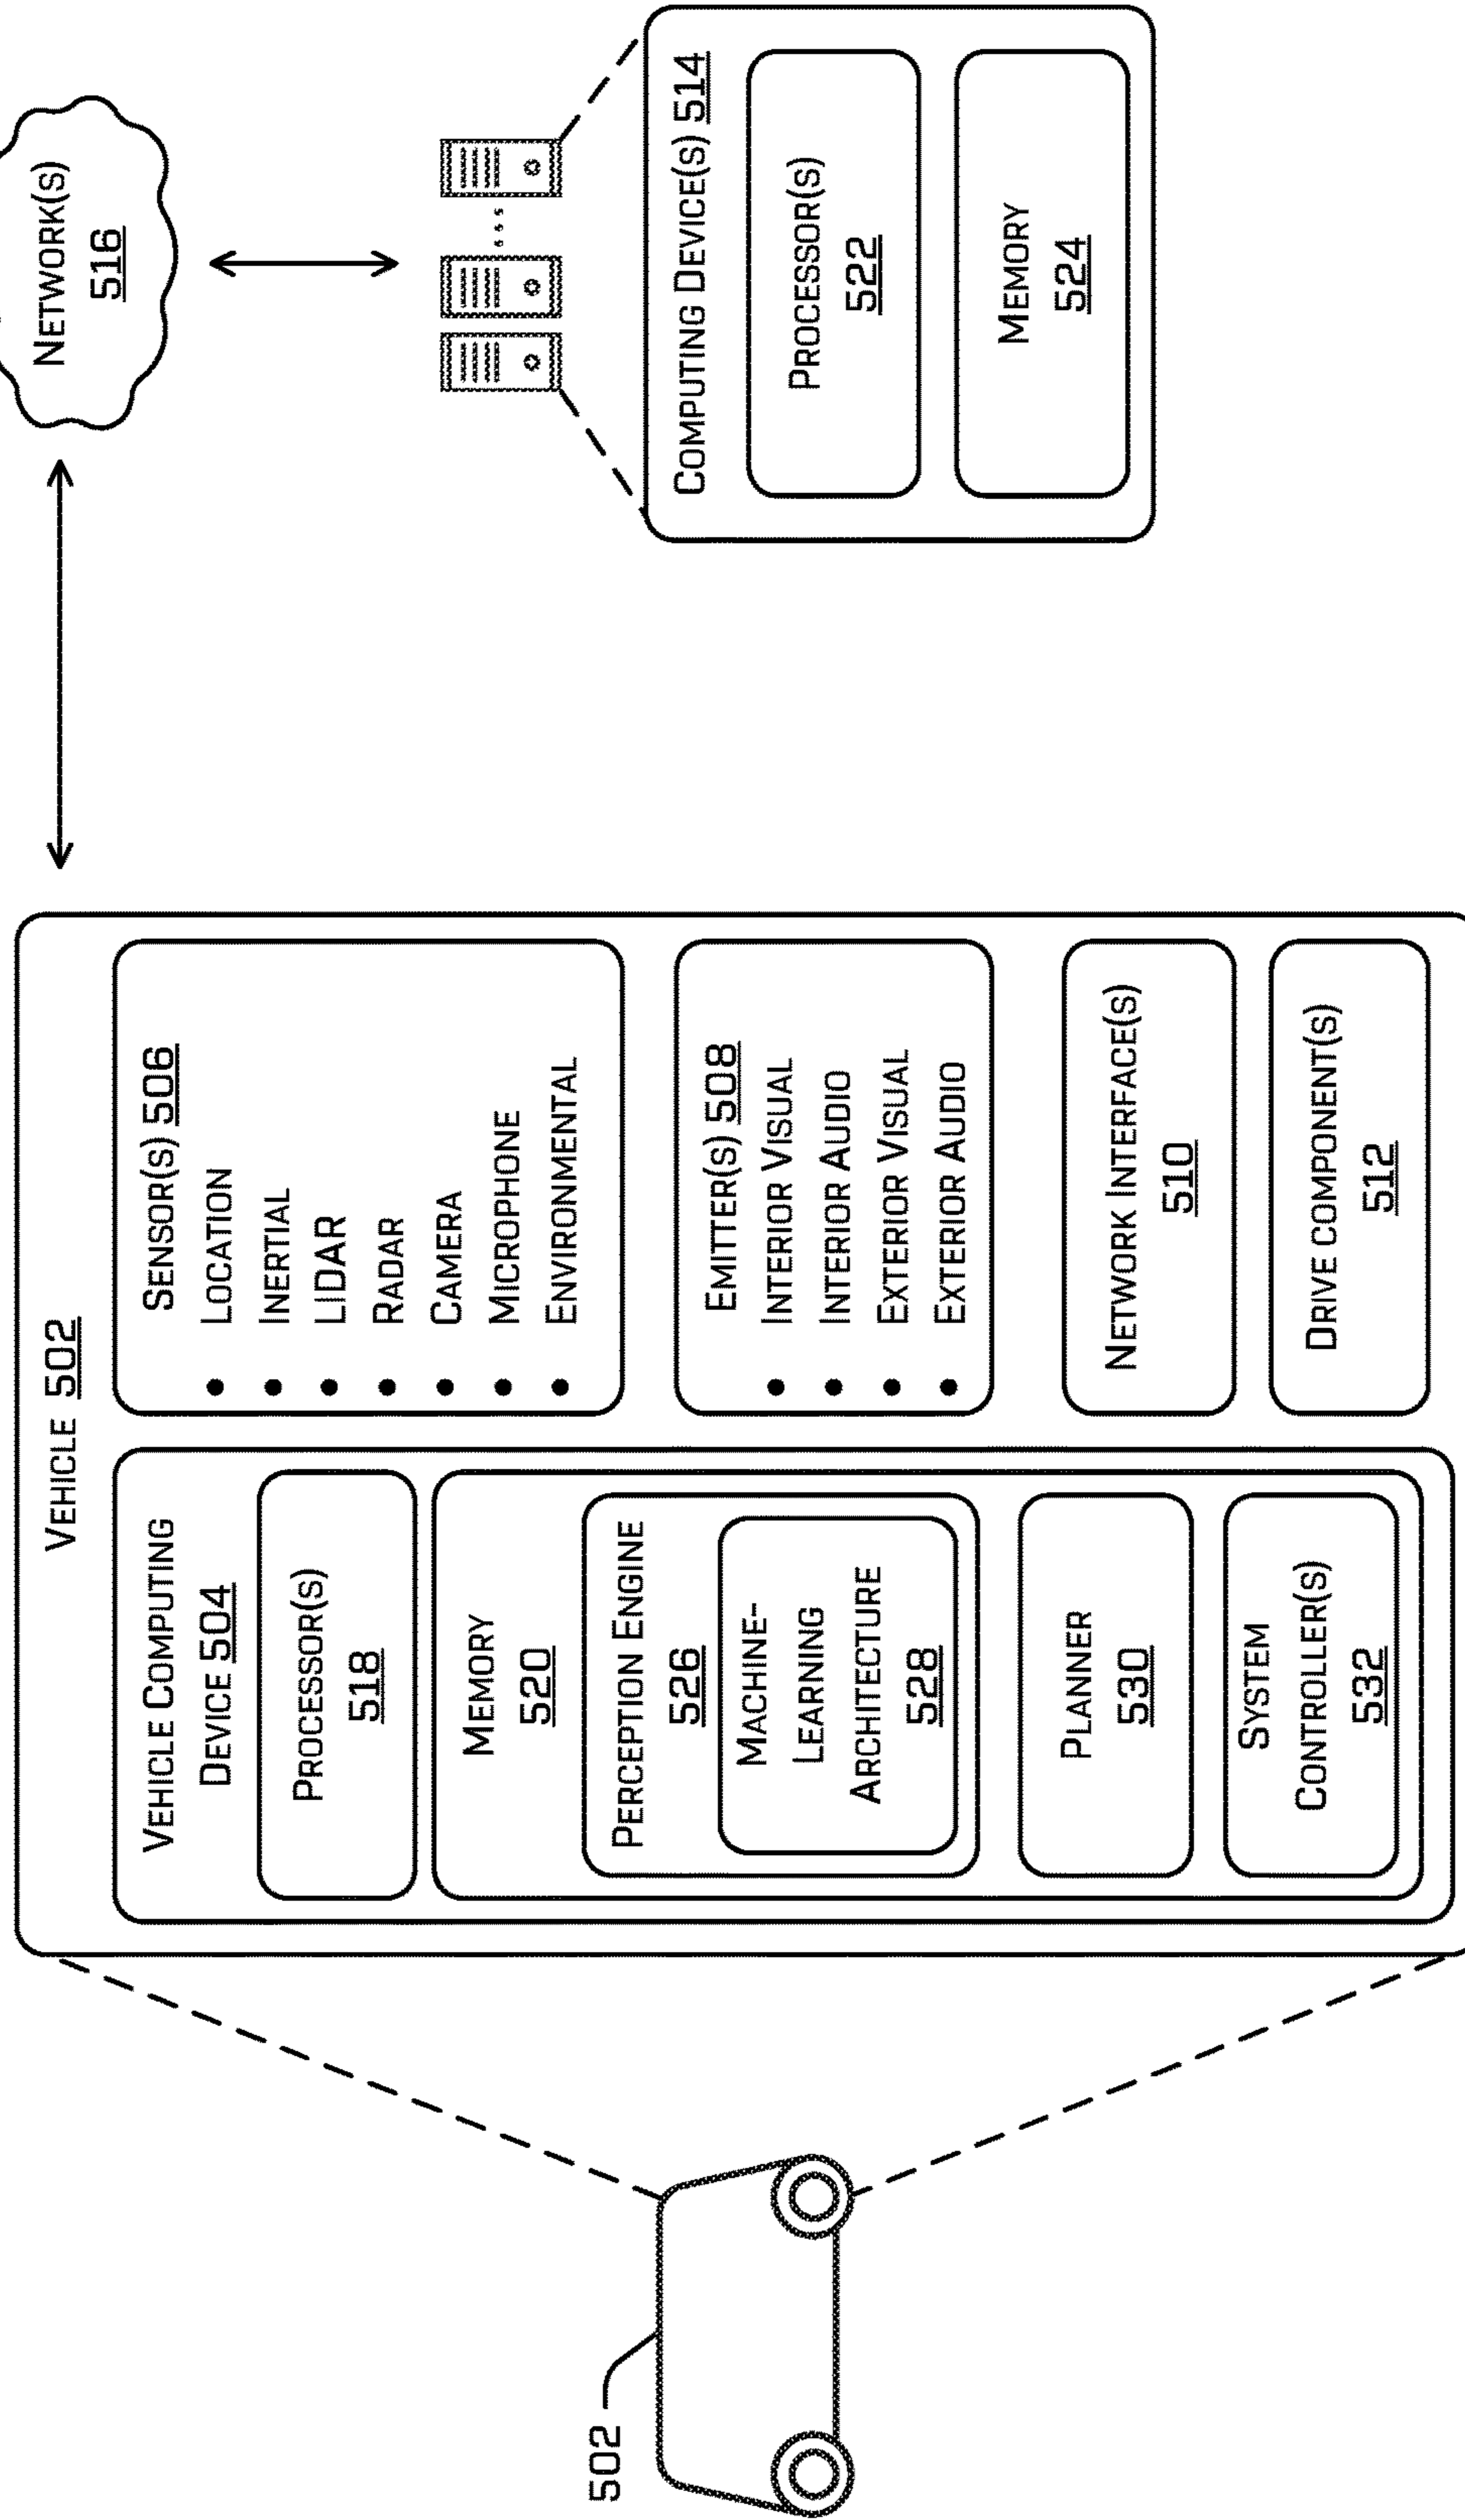 502
VEHICLE 502
VEHICLE COMPUTING
DEVICE 504
PROCESSOR(S)
518
MEMORY
520
PERCEPTION ENGINE
526
MACHINE-
LEARNING
ARCHITECTURE
528
PLANNER
530
SYSTEM
CONTROLLER(S)
532
SENSOR(S) 506
• LOCATION
• INERTIAL
• LIDAR
• RADAR
• CAMERA
• MICROPHONE
• ENVIRONMENTAL
EMITTER(S) 508
• INTERIOR VISUAL
• INTERIOR AUDIO
• EXTERIOR VISUAL
• EXTERIOR AUDIO
NETWORK INTERFACE(S)
510
DRIVE COMPONENT(S)
512
NETWORK(S)
516
COMPUTING DEVICE(S) 514
PROCESSOR(S)
522
MEMORY
524